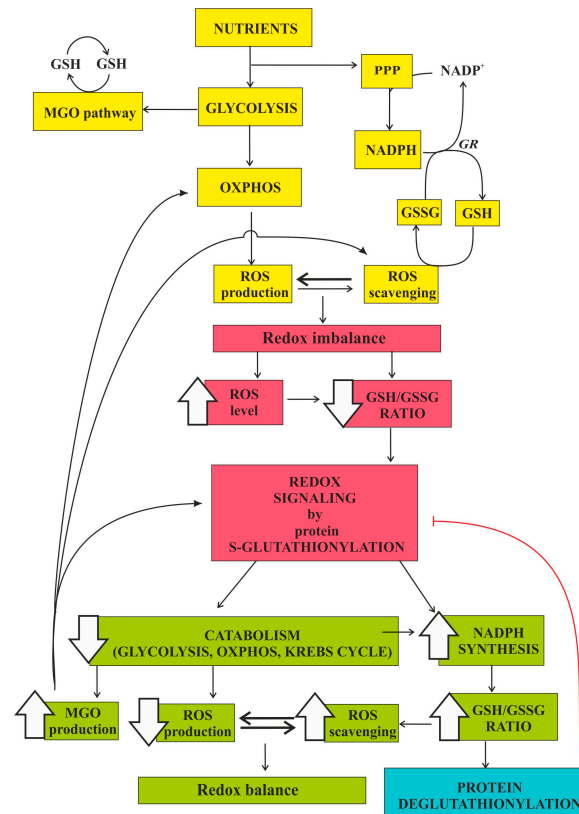 NUTRIENTS
GSH
GSH
PPP
NADP+
MGO pathway
GLYCOLYSIS
NADPH
GR
OXPHOS
GSSG
GSH
ROS
production
ROS
scavenging
Redox imbalance
ROS
level
GSH/GSSG
RATIO
REDOX
SIGNALING
by
protein
S-GLUTATHIONYLATION
CATABOLISM
(GLYCOLYSIS, OXPHOS, KREBS CYCLE)
NADPH
SYNTHESIS
MGO
production
ROS
production
ROS
scavenging
GSH/GSSG
RATIO
Redox balance
PROTEIN
DEGLUTATHIONYLATION